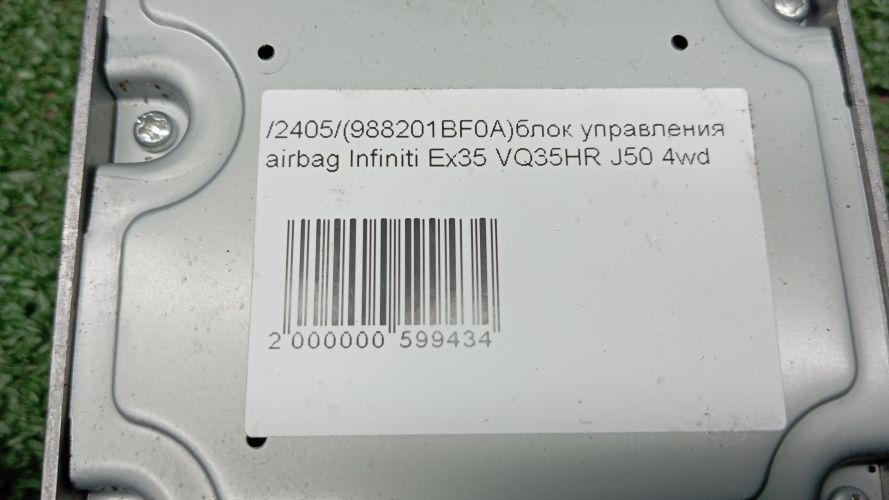 /2405/(988201BF0A)блок управления
airbag Infiniti Ex35 VQ35HR J50 4wd
2 000000 599434